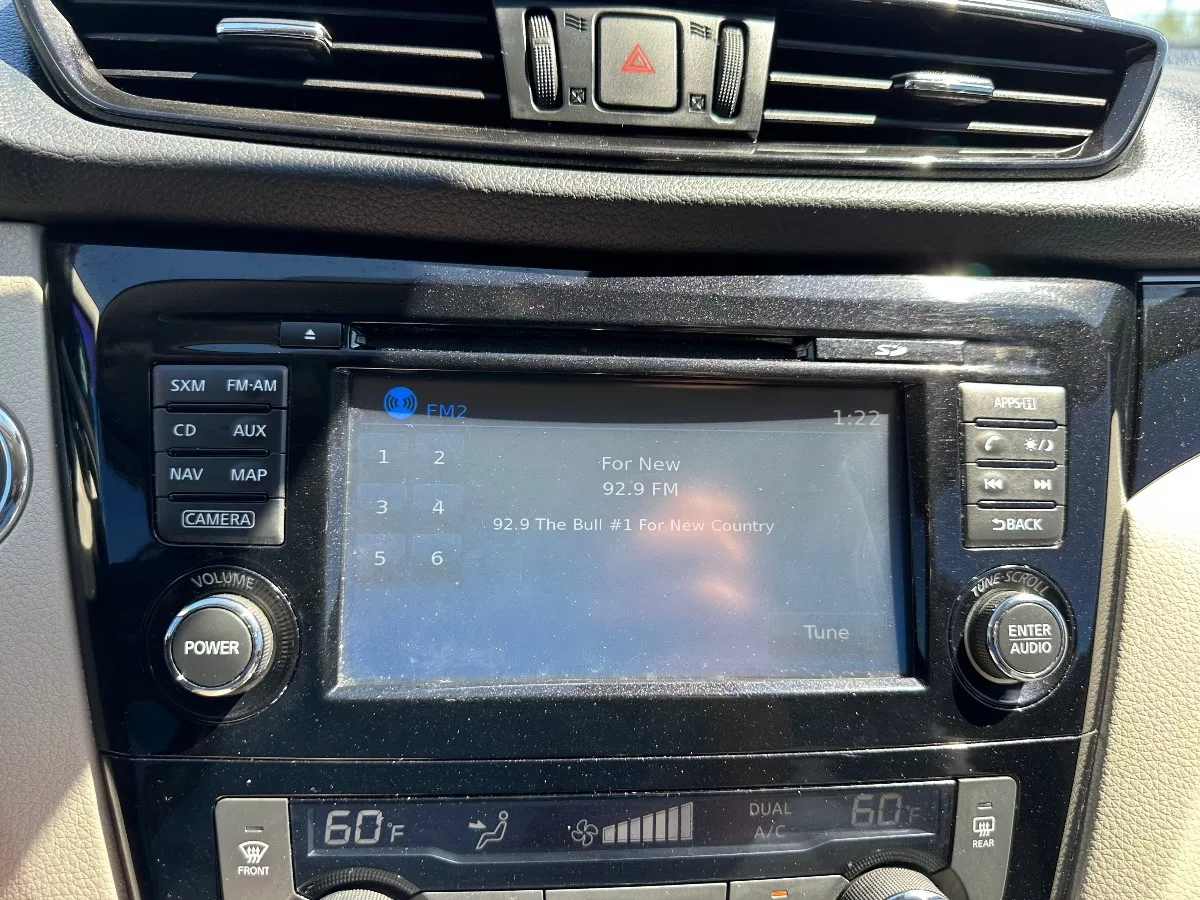 SD
SXM FM-AM
CD AUX
NAV MAP
CAMERA
VOLUME
POWER
FM2
1:22
1 2
3 4
5 6
For New
92.9 FM
92.9 The Bull #1 For New Country
Tune
APPS·i
BACK
TUNE·SCROLL
ENTER
AUDIO
60°F
DUAL
A/C
60°F
FRONT
REAR